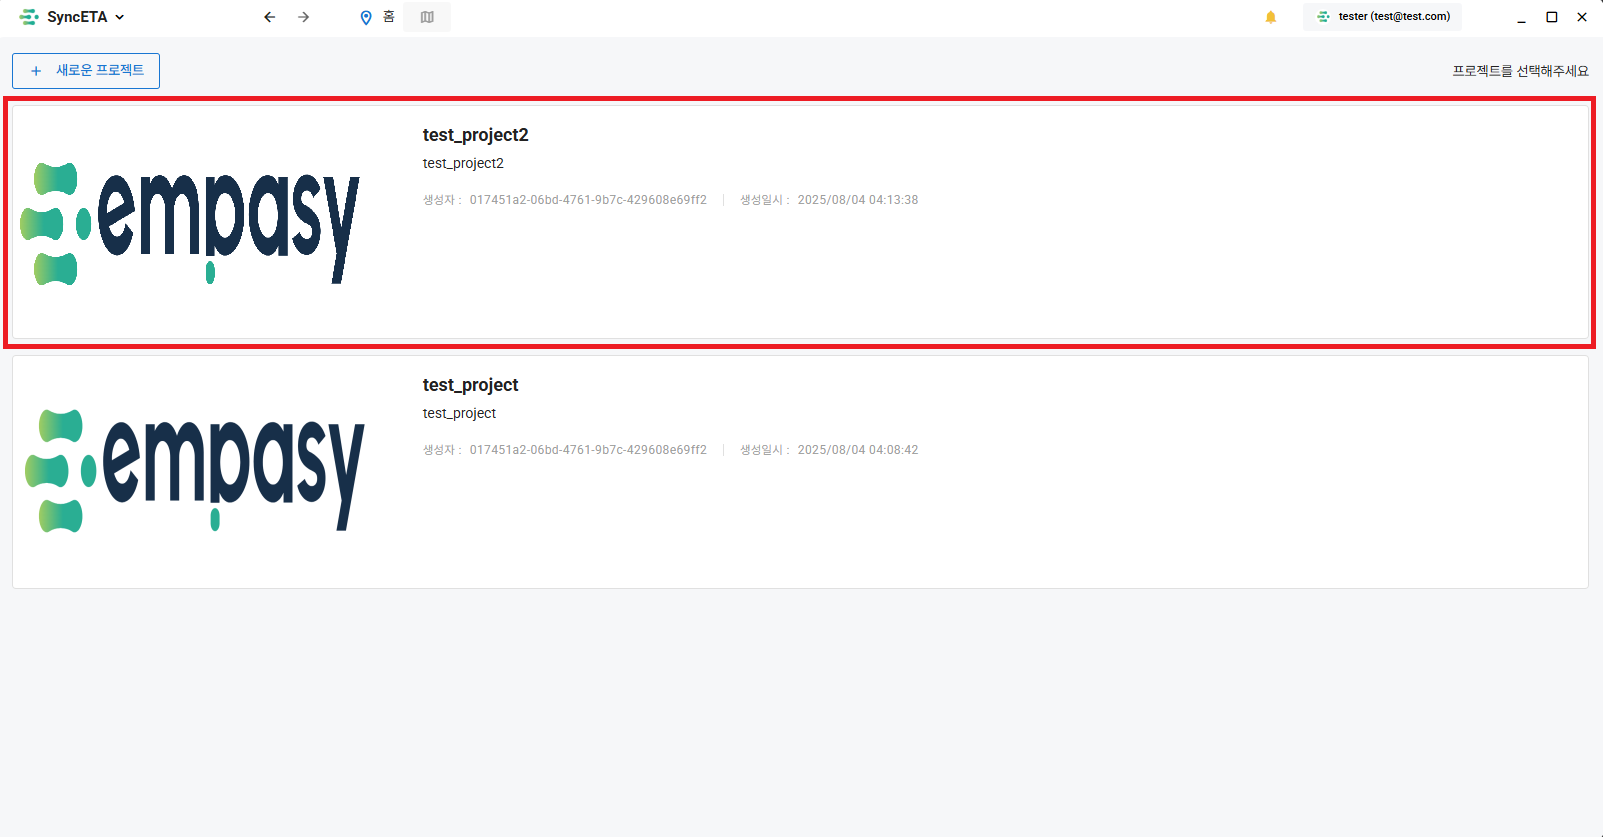 SyncETA
홈
tester (test@test.com)
새로운 프로젝트
프로젝트를 선택해주세요
empasy
test_project2
test_project2
생성자 : 017451a2-06bd-4761-9b7c-429608e69ff2
생성일시 : 2025/08/04 04:13:38
empasy
test_project
test_project
생성자 : 017451a2-06bd-4761-9b7c-429608e69ff2
생성일시 : 2025/08/04 04:08:42